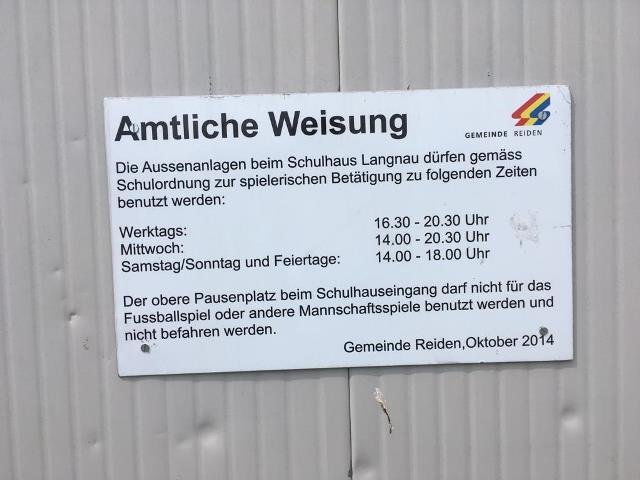 Amtliche Weisung
GEMEINDE REIDEN
Die Aussenanlagen beim Schulhaus Langnau dürfen gemäss
Schulordnung zur spielerischen Betätigung zu folgenden Zeiten
benutzt werden:
Werktags: 16.30 - 20.30 Uhr
Mittwoch: 14.00 - 20.30 Uhr
Samstag/Sonntag und Feiertage: 14.00 - 18.00 Uhr
Der obere Pausenplatz beim Schulhauseingang darf nicht für das
Fussballspiel oder andere Mannschaftsspiele benutzt werden und
nicht befahren werden.
Gemeinde Reiden,Oktober 2014